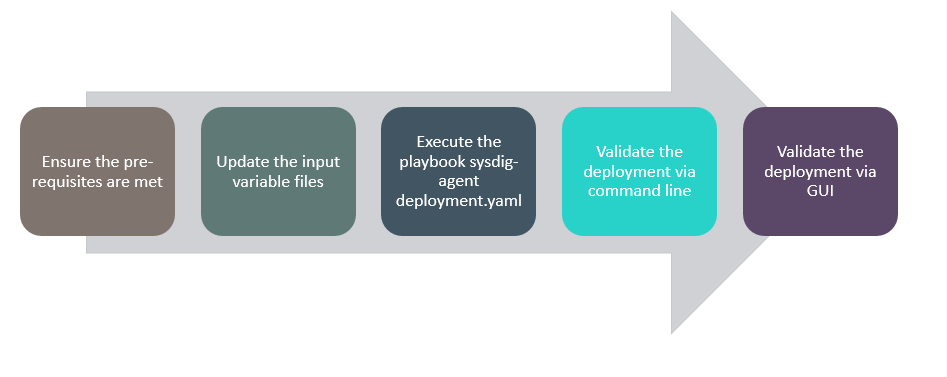 Ensure the pre-
requisites are met
Update the input
variable files
Execute the
playbook sysdig-
agent
deployment.yaml
Validate the
deployment via
command line
Validate the
deployment via
GUI